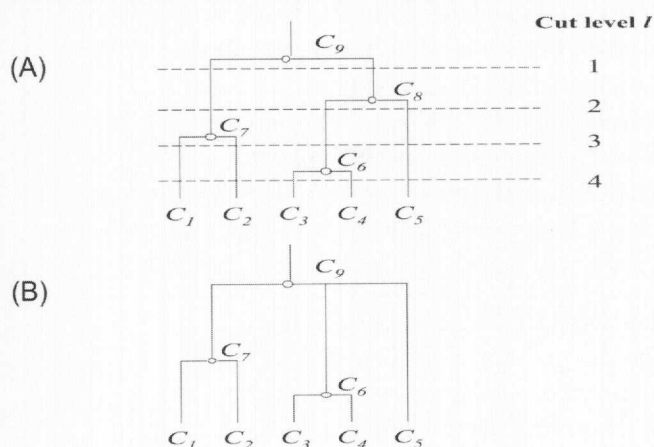 Cut level l
(A)
C₉
1
C₈
2
C₇
3
C₆
4
C₁ C₂ C₃ C₄ C₅
(B)
C₉
C₇
C₆
C₁ C₂ C₃ C₄ C₅